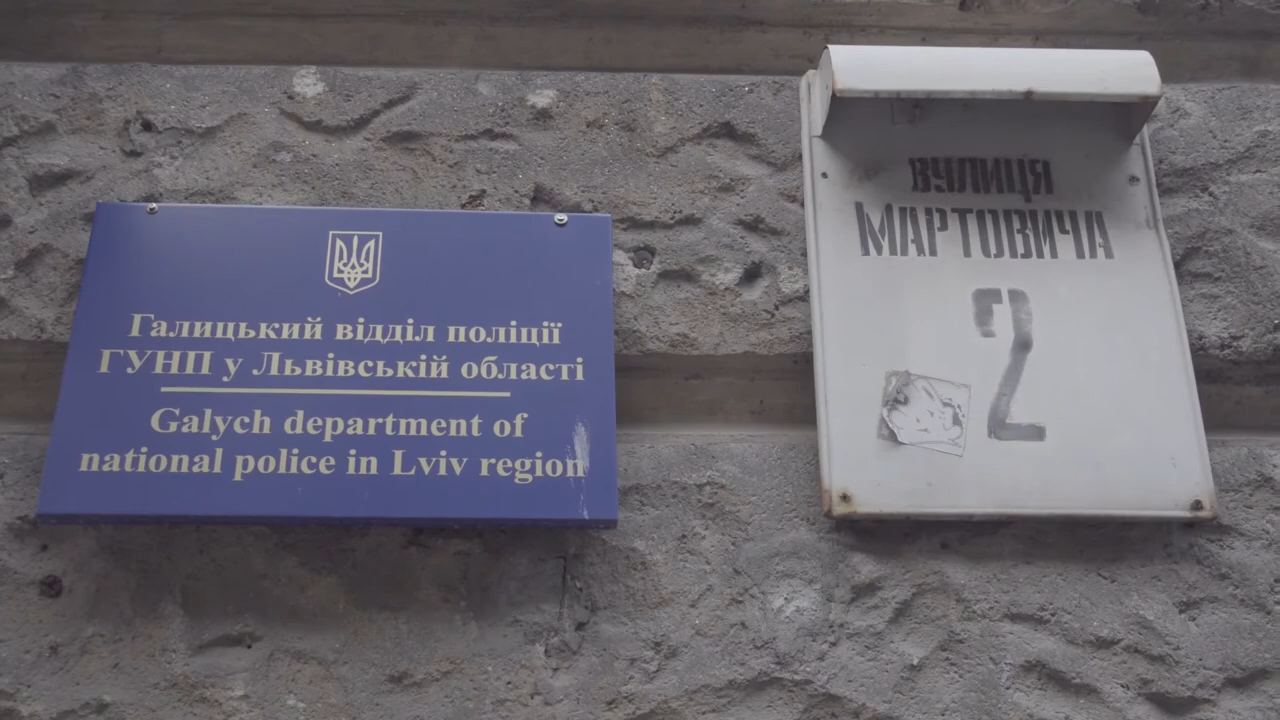 Галицький відділ поліції
ГУНП у Львівській області
Galych department of
national police in Lviv region
вулиця
Мартовича
2